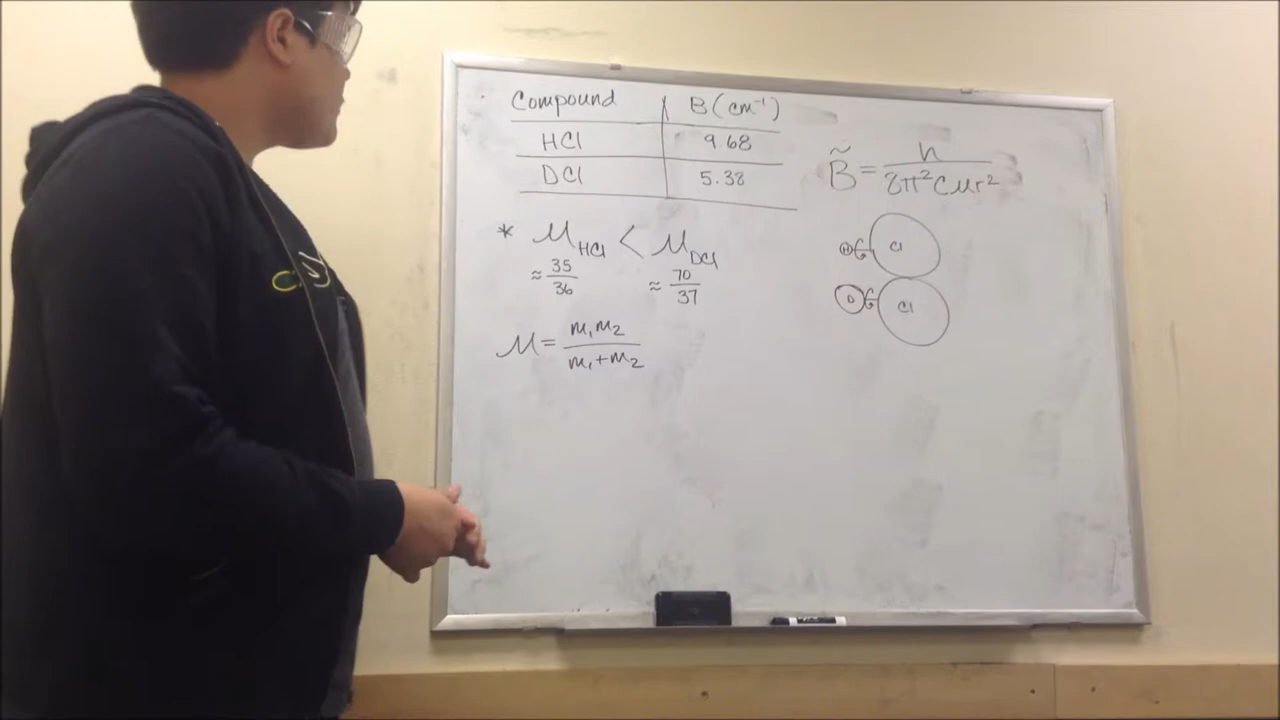 Compound B (cm⁻¹)
HCl 9.68
DCl 5.38
B̃ = h / 8π²cμr²
* μ_HCl < μ_DCl
≈ 35/36 ≈ 70/37
μ = m₁m₂ / m₁+m₂
H Cl
D Cl